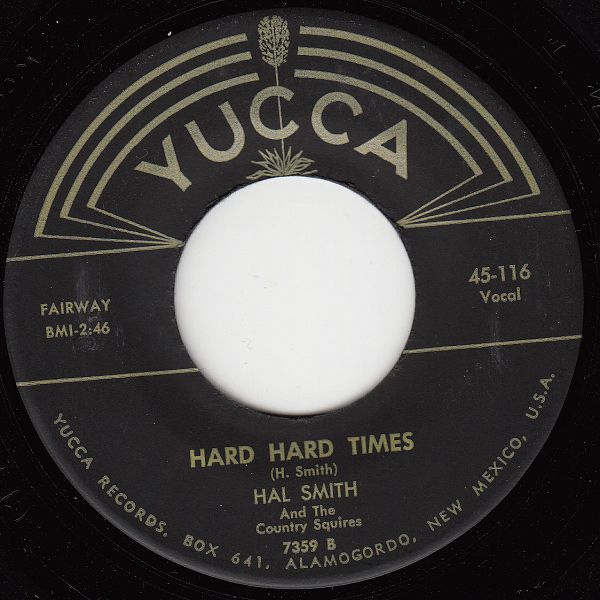 YUCCA
FAIRWAY
BMI-2:46
45-116
Vocal
HARD HARD TIMES
(H. Smith)
HAL SMITH
And The
Country Squires
7359 B
YUCCA RECORDS, BOX 641, ALAMOGORDO, NEW MEXICO, U.S.A.